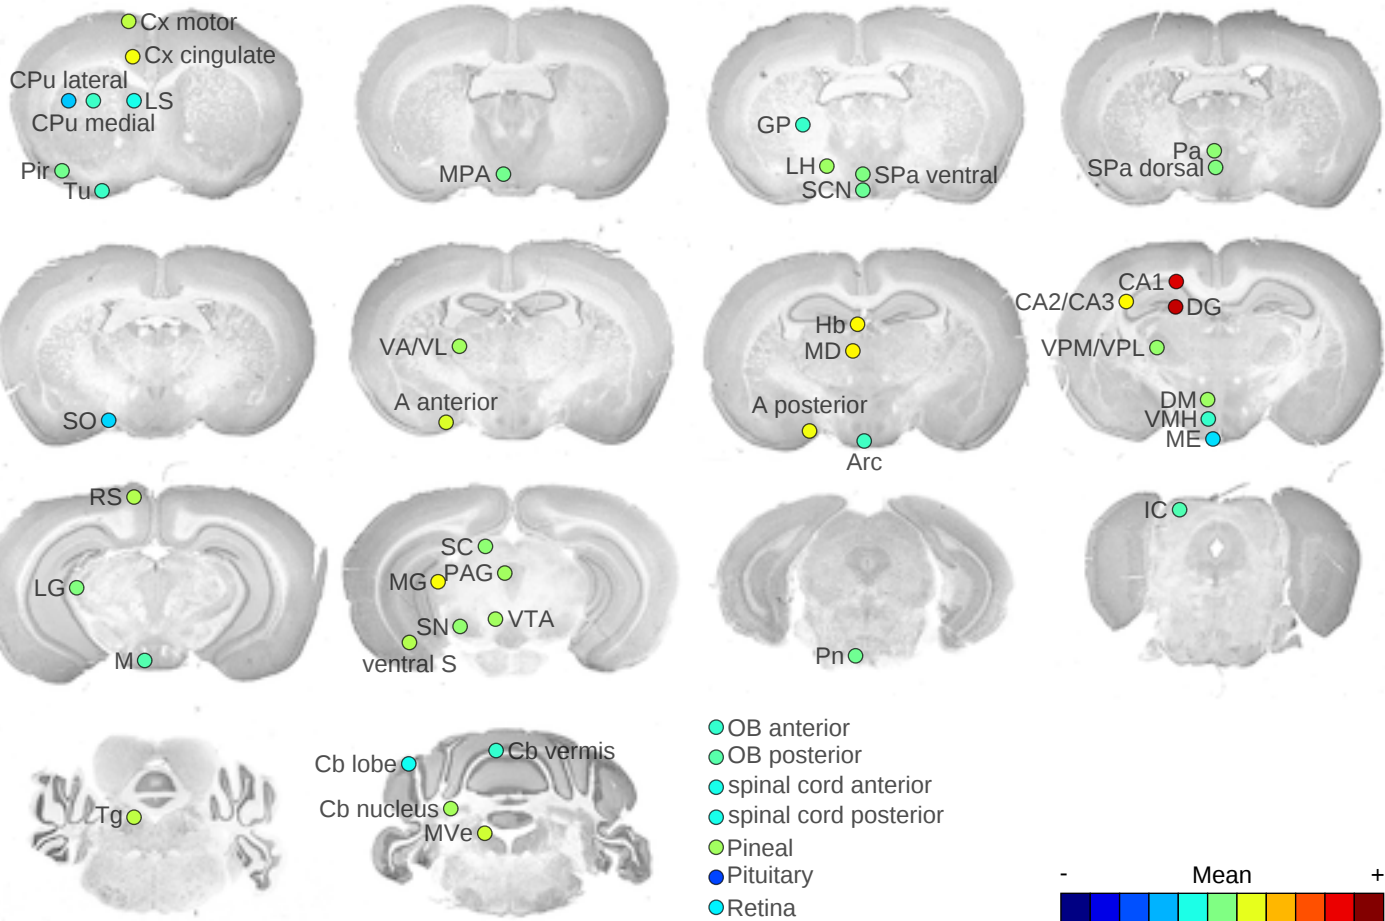 Cx motor
Cx cingulate
CPu lateral
LS
CPu medial
Pir
Tu
MPA
GP
LH
SPa ventral
SCN
Pa
SPa dorsal
SO
VA/VL
A anterior
Hb
MD
A posterior
Arc
CA1
CA2/CA3
DG
VPM/VPL
DM
VMH
ME
RS
LG
M
SC
MG
PAG
SN
VTA
ventral S
Pn
IC
Tg
Cb lobe
Cb vermis
Cb nucleus
MVe
OB anterior
OB posterior
spinal cord anterior
spinal cord posterior
Pineal
Pituitary
Retina
- Mean +